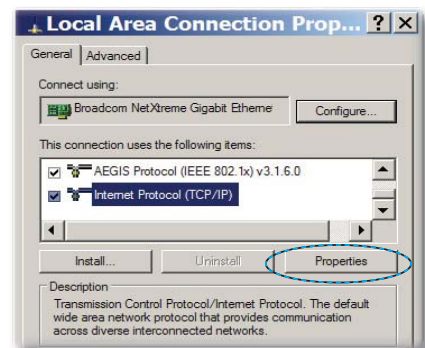 Local Area Connection Prop... ? X
General Advanced
Connect using:
Broadcom NetXtreme Gigabit Etherne Configure...
This connection uses the following items:
AEGIS Protocol (IEEE 802.1x) v3.1.6.0
Internet Protocol (TCP/IP)
Install... Uninstall Properties
Description
Transmission Control Protocol/Internet Protocol. The default
wide area network protocol that provides communication
across diverse interconnected networks.